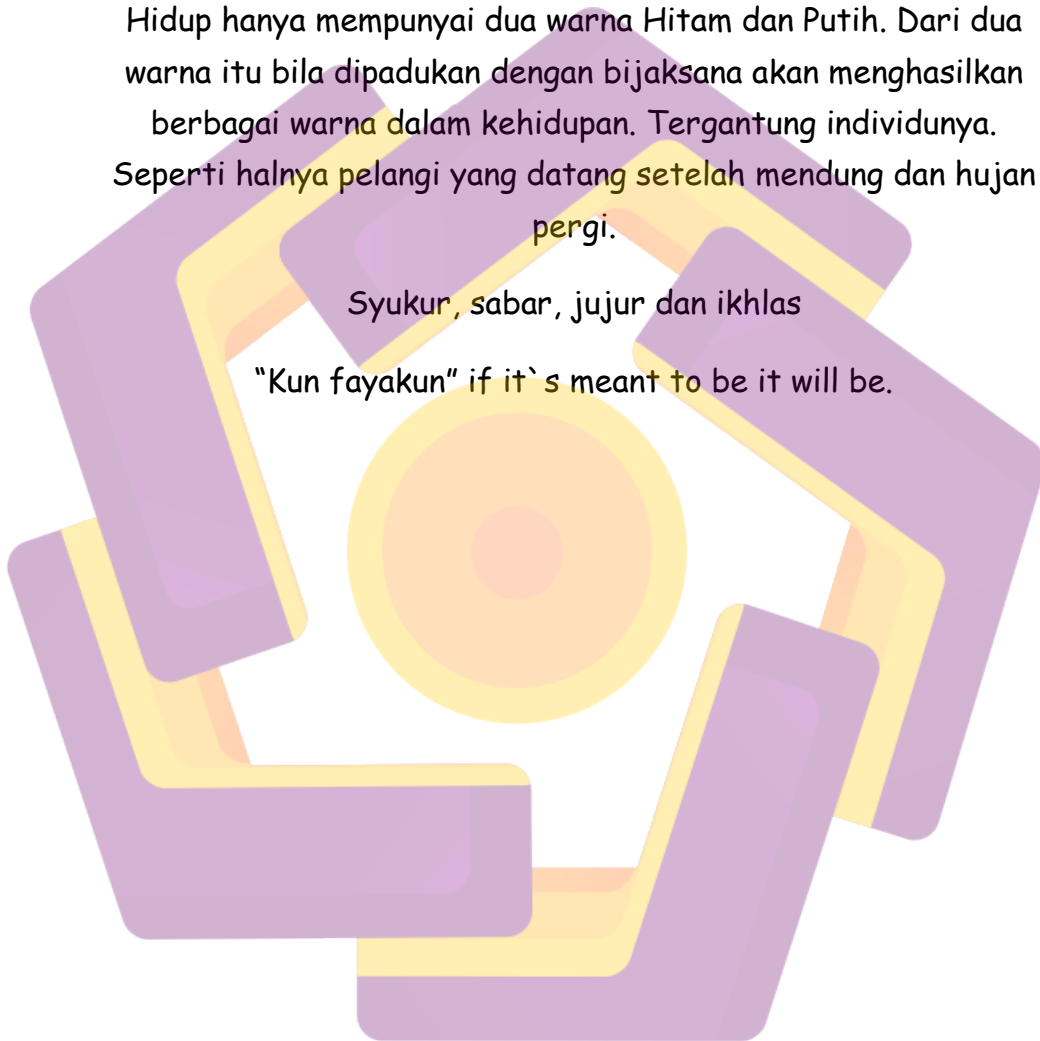 Hidup hanya mempunyai dua warna Hitam dan Putih. Dari dua
warna itu bila dipadukan dengan bijaksana akan menghasilkan
berbagai warna dalam kehidupan. Tergantung individunya.
Seperti halnya pelangi yang datang setelah mendung dan hujan
pergi.
Syukur, sabar, jujur dan ikhlas
“Kun fayakun” if it`s meant to be it will be.